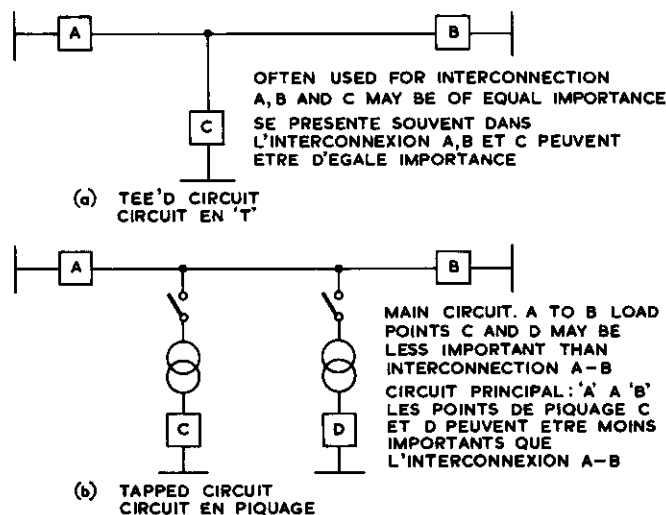 A
B
OFTEN USED FOR INTERCONNECTION
A, B AND C MAY BE OF EQUAL IMPORTANCE
C
SE PRESENTE SOUVENT DANS
L'INTERCONNEXION A, B ET C PEUVENT
ETRE D'EGALE IMPORTANCE
(a) TEE'D CIRCUIT
CIRCUIT EN 'T'
A
B
MAIN CIRCUIT. A TO B LOAD
POINTS C AND D MAY BE
LESS IMPORTANT THAN
INTERCONNECTION A-B
CIRCUIT PRINCIPAL: 'A' A 'B'
LES POINTS DE PIQUAGE C
ET D PEUVENT ETRE MOINS
IMPORTANTS QUE
L'INTERCONNEXION A-B
C
D
(b) TAPPED CIRCUIT
CIRCUIT EN PIQUAGE